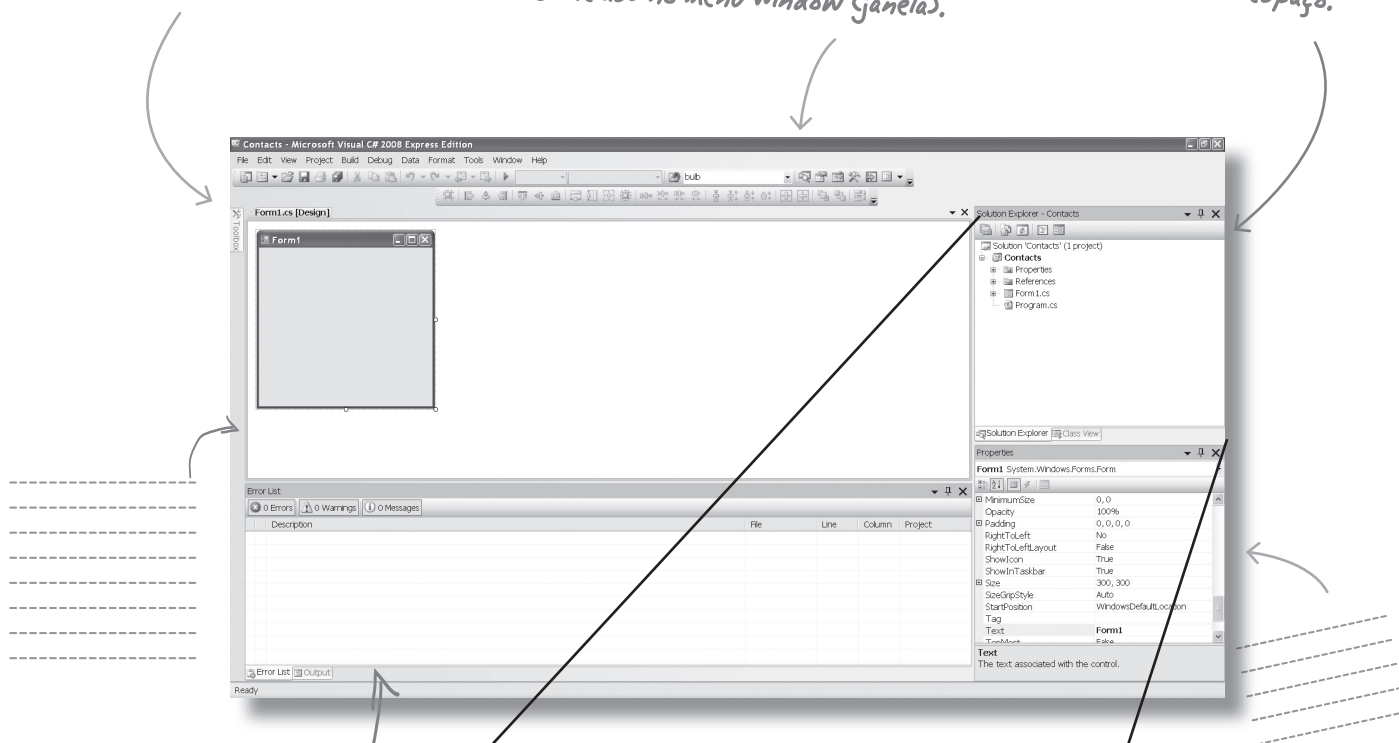 no menu Window (janela).
espaço.
Contacts - Microsoft Visual C# 2008 Express Edition
File Edit View Project Build Debug Data Format Tools Window Help
bulb
Toolbox
Form1.cs [Design]
Form1
Solution Explorer - Contacts
Solution 'Contacts' (1 project)
Contacts
Properties
References
Form1.cs
Program.cs
Solution Explorer Class View
Properties
Form1 System.Windows.Forms.Form
MinimumSize 0, 0
Opacity 100%
Padding 0, 0, 0, 0
RightToLeft No
RightToLeftLayout False
ShowIcon True
ShowInTaskbar True
Size 300, 300
SizeGripStyle Auto
StartPosition WindowsDefaultLocation
Tag
Text Form1
TopMost False
Text
The text associated with the control.
Error List
0 Errors 0 Warnings 0 Messages
Description File Line Column Project
Error List Output
Ready